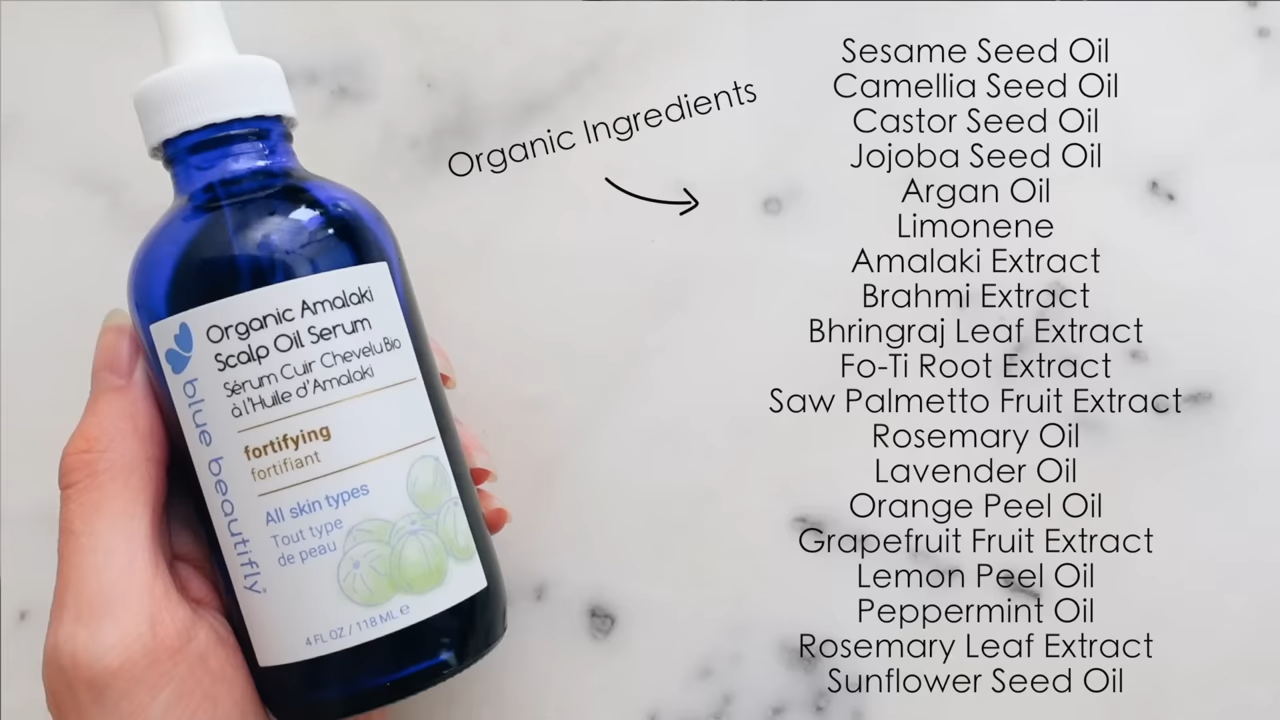 Organic Amalaki
Scalp Oil Serum
Sérum Cuir Chevelu Bio
à l'Huile d'Amalaki
fortifying
fortifiant
All skin types
Tout type
de peau
4 FL OZ / 118 ML ℮
blue beautifly
Organic Ingredients
Sesame Seed Oil
Camellia Seed Oil
Castor Seed Oil
Jojoba Seed Oil
Argan Oil
Limonene
Amalaki Extract
Brahmi Extract
Bhringraj Leaf Extract
Fo-Ti Root Extract
Saw Palmetto Fruit Extract
Rosemary Oil
Lavender Oil
Orange Peel Oil
Grapefruit Fruit Extract
Lemon Peel Oil
Peppermint Oil
Rosemary Leaf Extract
Sunflower Seed Oil